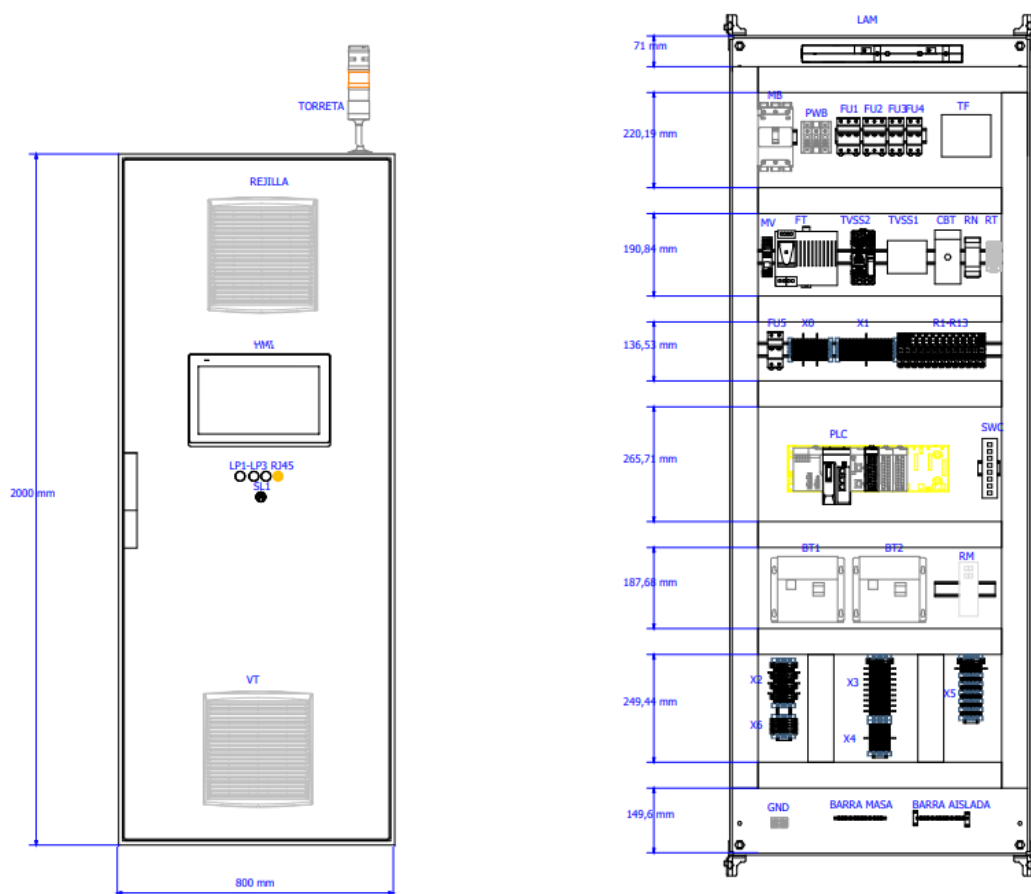 TORRETA
REJILLA
HMI
LP1-LP3 RJ45
SL1
2000 mm
VT
800 mm
LAM
71 mm
MB
PWB
FU1
FU2
FU3
FU4
TF
220,19 mm
MV
FT
TVSS2
TVSS1
CBT
RN
RT
190,84 mm
FU5
X0
X1
R1-R13
136,53 mm
PLC
SWC
265,71 mm
BT1
BT2
RM
187,68 mm
X2
X3
X5
249,44 mm
X6
X4
GND
BARRA MASA
BARRA AISLADA
149,6 mm